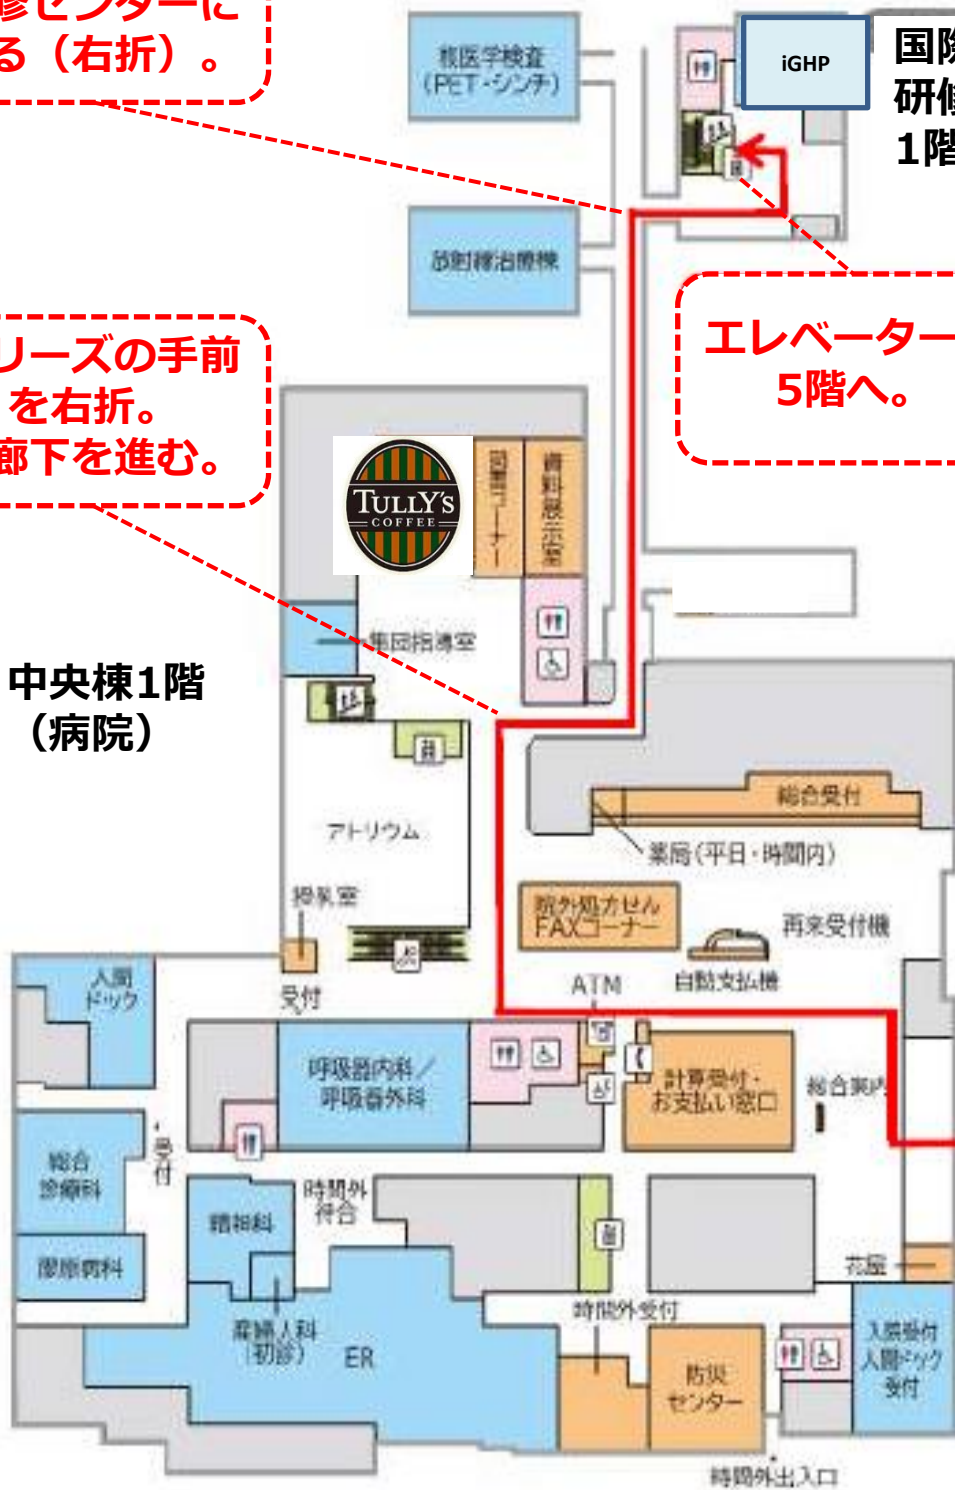 修センターに
る（右折）。
核医学検査
（PET・シンチ）
iGHP
国際
研修
1階
放射線治療棟
エレベーター
5階へ。
リーズの手前
を右折。
廊下を進む。
TULLY'S
COFFEE
図書コーナー
資料展示室
集団指導室
中央棟1階
（病院）
総合受付
アトリウム
薬局（平日・時間内）
授乳室
院外処方せん
FAXコーナー
再来受付機
自動支払機
ATM
人間
ドック
受付
呼吸器内科／
呼吸器外科
計算受付・
お支払い窓口
総合案内
総合
診療科
受付
時間外
待合
精神科
膠原病科
花屋
時間外受付
産婦人科
（初診）
ER
防災
センター
入院受付
人間ドック
受付
時間外出入口